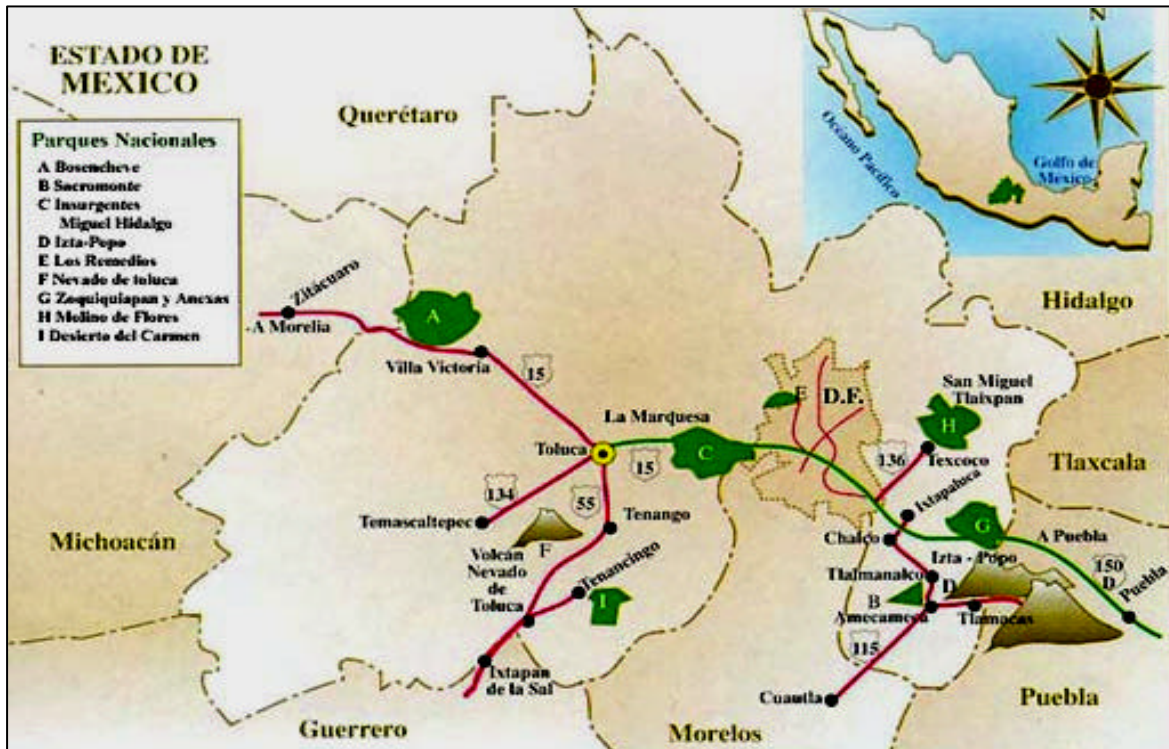 ESTADO DE
MEXICO
Parques Nacionales
A Bosencheve
B Sacromonte
C Insurgentes
Miguel Hidalgo
D Izta-Popo
E Los Remedios
F Nevado de toluca
G Zoquiquiapan y Anexas
H Molino de Flores
I Desierto del Carmen
N
Océano Pacífico
Golfo de
México
Querétaro
Hidalgo
Tlaxcala
Michoacán
Guerrero
Morelos
Puebla
Zitácuaro
A Morelia
A
Villa Victoria
15
La Marquesa
Toluca
15
C
E
D.F.
San Miguel
Tlaixpan
H
136
Texcoco
Ixtapaluca
134
55
Temascaltepec
Tenango
F
Volcán
Nevado
de
Toluca
Tenancingo
I
Ixtapan
de la Sal
Chalco
G
Izta - Popo
A Puebla
150
D
Puebla
Tlalmanalco
D
B
Amecameca
Tlamacas
115
Cuautla